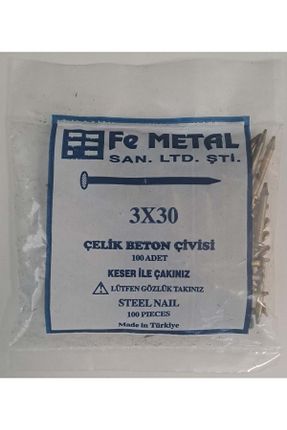 Fe METAL
SAN. LTD. ŞTİ.
3X30
ÇELİK BETON ÇİVİSİ
100 ADET
KESER İLE ÇAKINIZ
LÜTFEN GÖZLÜK TAKINIZ
STEEL NAIL
100 PIECES
Made in Türkiye